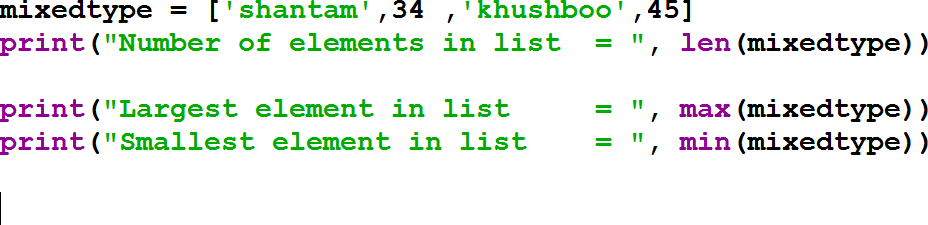 mixedtype = ['shantam',34 ,'khushboo',45]
print("Number of elements in list  = ", len(mixedtype))
print("Largest element in list     = ", max(mixedtype))
print("Smallest element in list    = ", min(mixedtype))